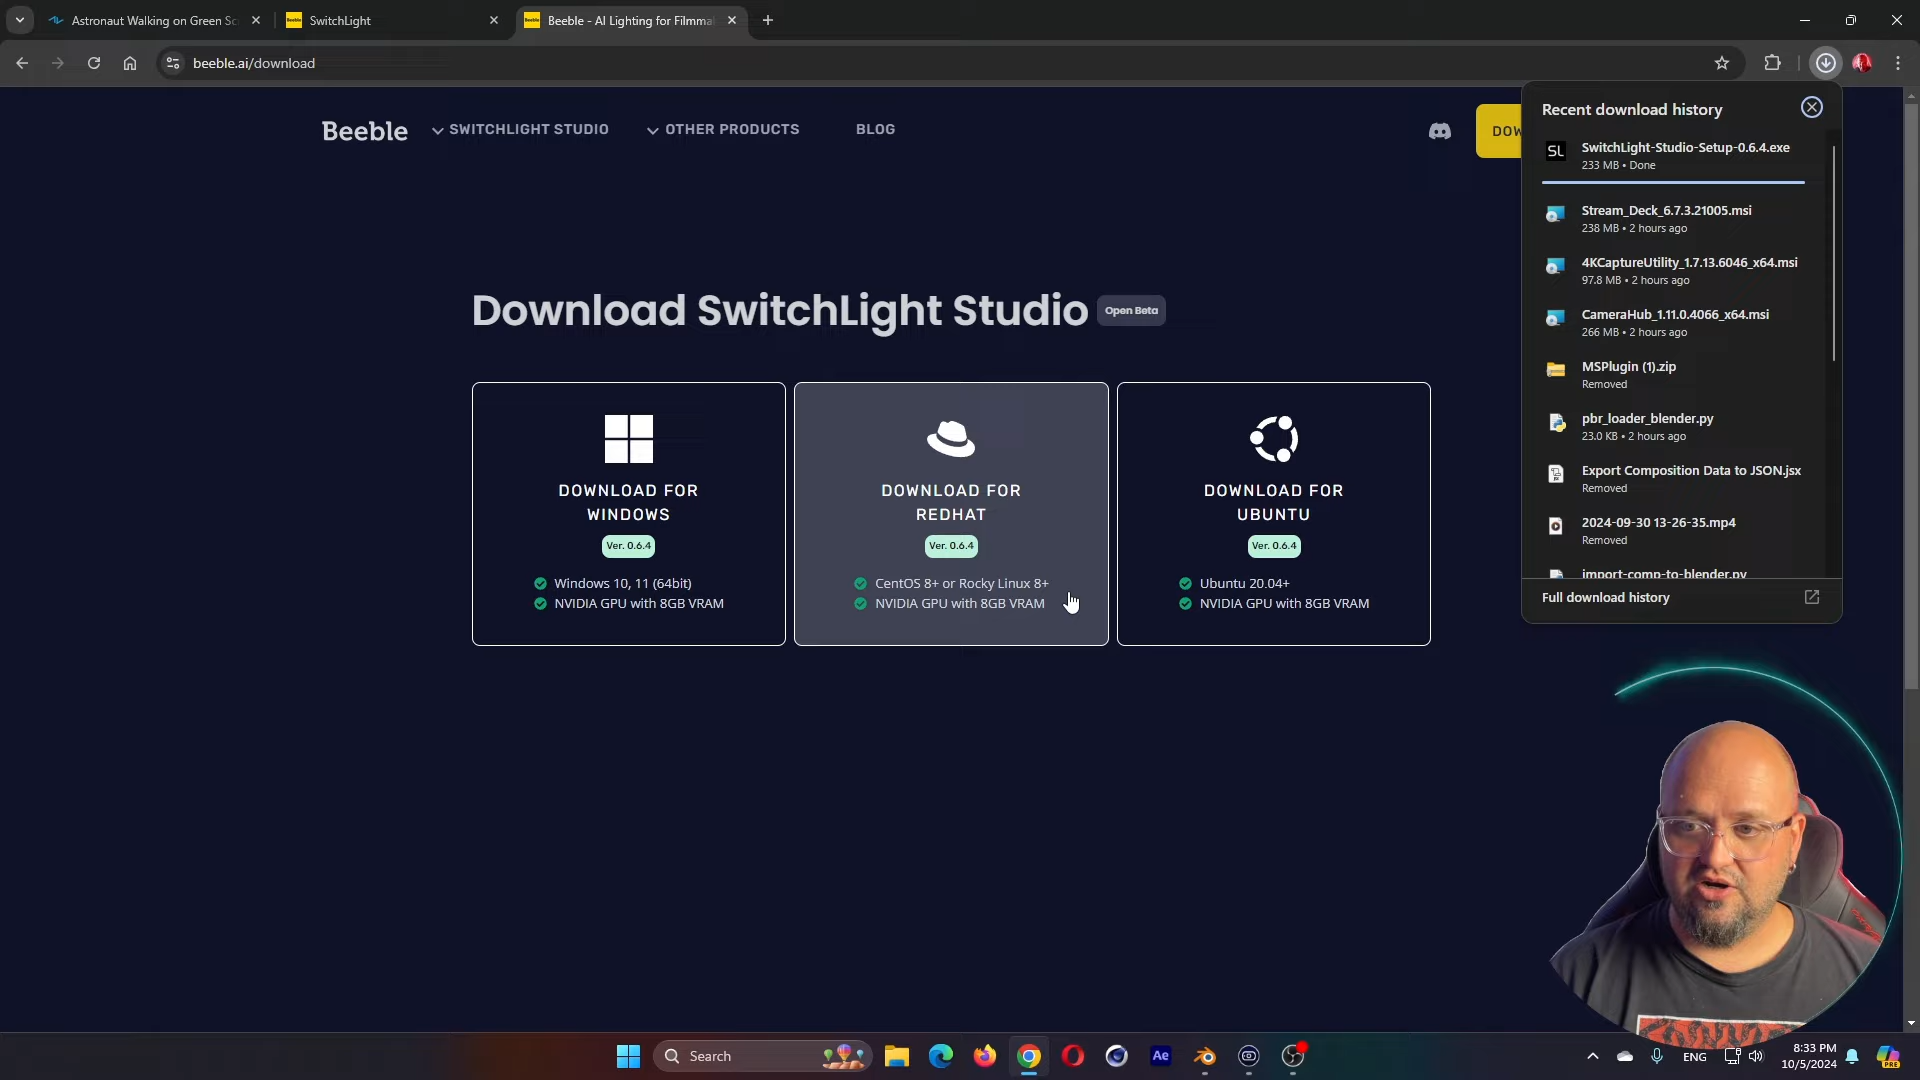 Astronaut Walking on Green Sc
SwitchLight
Beeble - AI Lighting for Filmma
beeble.ai/download
Beeble
SWITCHLIGHT STUDIO
OTHER PRODUCTS
BLOG
Download SwitchLight Studio
Open Beta
DOWNLOAD FOR
WINDOWS
Ver. 0.6.4
Windows 10, 11 (64bit)
NVIDIA GPU with 8GB VRAM
DOWNLOAD FOR
REDHAT
Ver. 0.6.4
CentOS 8+ or Rocky Linux 8+
NVIDIA GPU with 8GB VRAM
DOWNLOAD FOR
UBUNTU
Ver. 0.6.4
Ubuntu 20.04+
NVIDIA GPU with 8GB VRAM
Recent download history
SL
SwitchLight-Studio-Setup-0.6.4.exe
233 MB • Done
Stream_Deck_6.7.3.21005.msi
238 MB • 2 hours ago
4KCaptureUtility_1.7.13.6046_x64.msi
97.8 MB • 2 hours ago
CameraHub_1.11.0.4066_x64.msi
266 MB • 2 hours ago
MSPlugin (1).zip
Removed
pbr_loader_blender.py
23.0 KB • 2 hours ago
Export Composition Data to JSON.jsx
Removed
2024-09-30 13-26-35.mp4
Removed
import-comp-to-blender.py
Full download history
Search
Ae
ENG
8:33 PM
10/5/2024
PRE